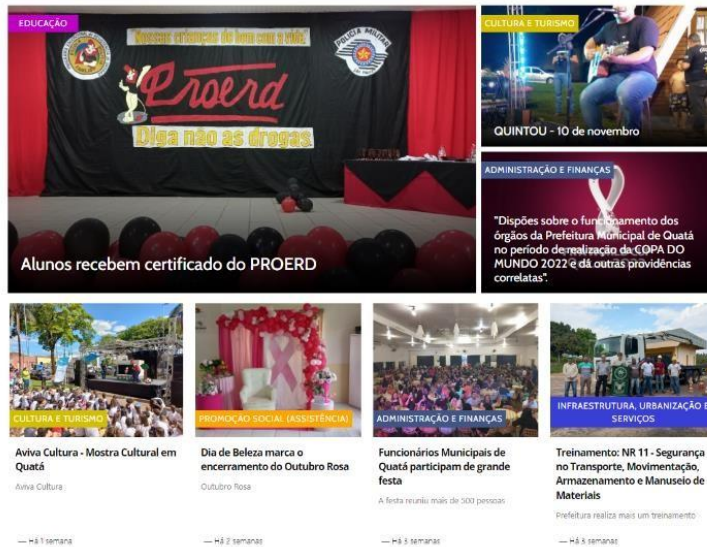 EDUCAÇÃO
"Nossas crianças de bem com a vida"
POLÍCIA MILITAR
Proerd
Diga não as drogas
Alunos recebem certificado do PROERD
CULTURA E TURISMO
QUINTOU - 10 de novembro
ADMINISTRAÇÃO E FINANÇAS
"Dispões sobre o funcionamento dos
órgãos da Prefeitura Municipal de Quatá
no período de realização da COPA DO
MUNDO 2022 e dá outras providências
correlatas".
CULTURA E TURISMO
Aviva Cultura - Mostra Cultural em
Quatá
Aviva Cultura
— Há 1 semana
PROMOÇÃO SOCIAL (ASSISTÊNCIA)
Dia de Beleza marca o
encerramento do Outubro Rosa
Outubro Rosa
— Há 2 semanas
ADMINISTRAÇÃO E FINANÇAS
Funcionários Municipais de
Quatá participam de grande
festa
A festa reuniu mais de 500 pessoas
— Há 3 semanas
INFRAESTRUTURA, URBANIZAÇÃO E
SERVIÇOS
Treinamento: NR 11 - Segurança
no Transporte, Movimentação,
Armazenamento e Manuseio de
Materiais
Prefeitura realiza mais um treinamento
— Há 3 semanas